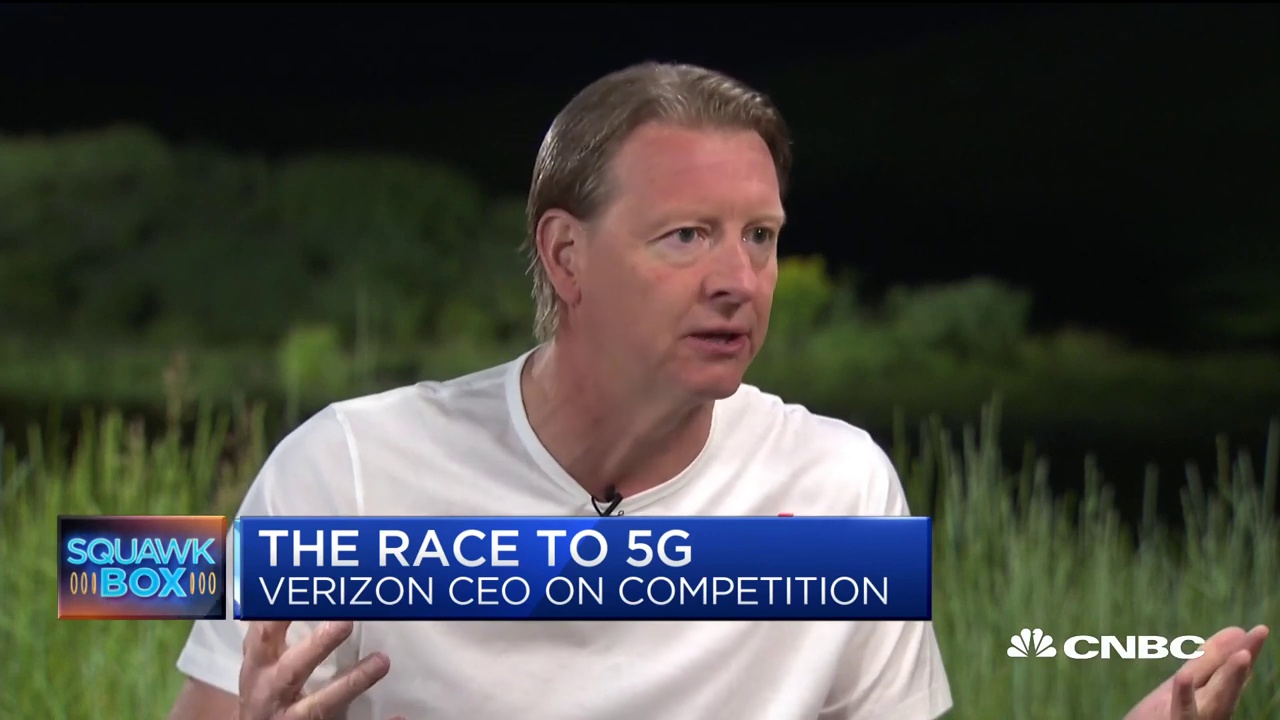 SQUAWK
BOX
THE RACE TO 5G
VERIZON CEO ON COMPETITION
CNBC